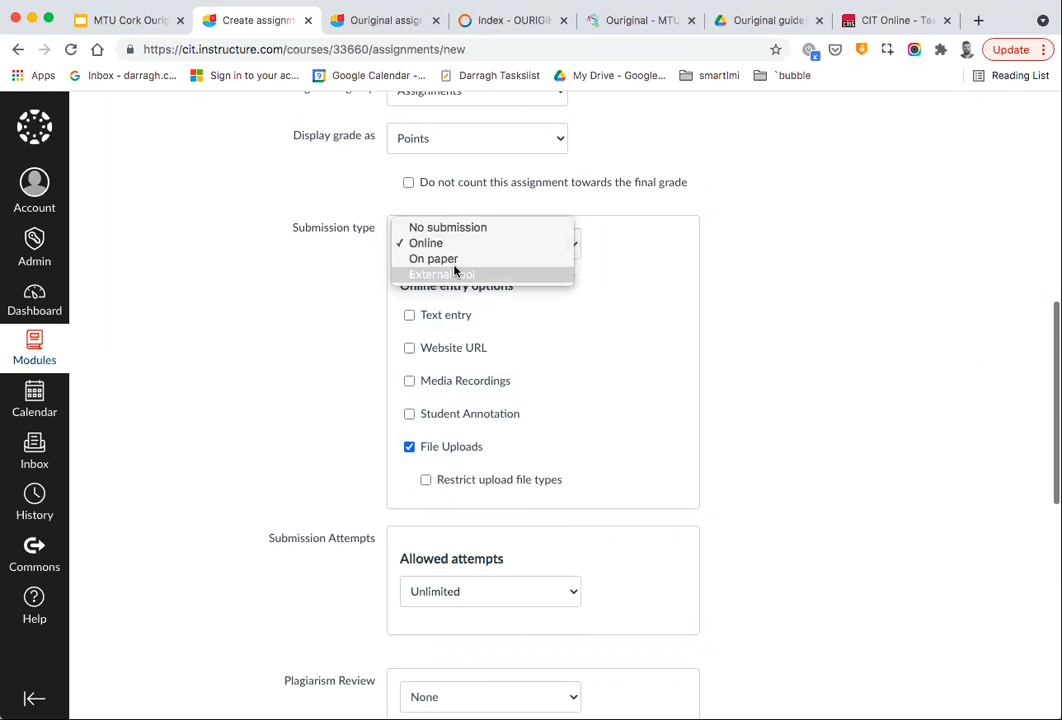 MTU Cork Ourig
Create assignm
Ouriginal assign
Index - OURIGIN
Ouriginal - MTU
Ouriginal guide
CIT Online - Tea
https://cit.instructure.com/courses/33660/assignments/new
Update
Apps
Inbox - darragh.c...
Sign in to your ac...
Google Calendar -...
Darragh Taskslist
My Drive - Google...
smartlmi
`bubble
Reading List
Assignments
Display grade as
Points
Do not count this assignment towards the final grade
Account
Submission type
No submission
Online
On paper
External tool
Admin
Online entry options
Dashboard
Text entry
Website URL
Modules
Media Recordings
Calendar
Student Annotation
File Uploads
Inbox
Restrict upload file types
History
Submission Attempts
Allowed attempts
Commons
Unlimited
Help
Plagiarism Review
None